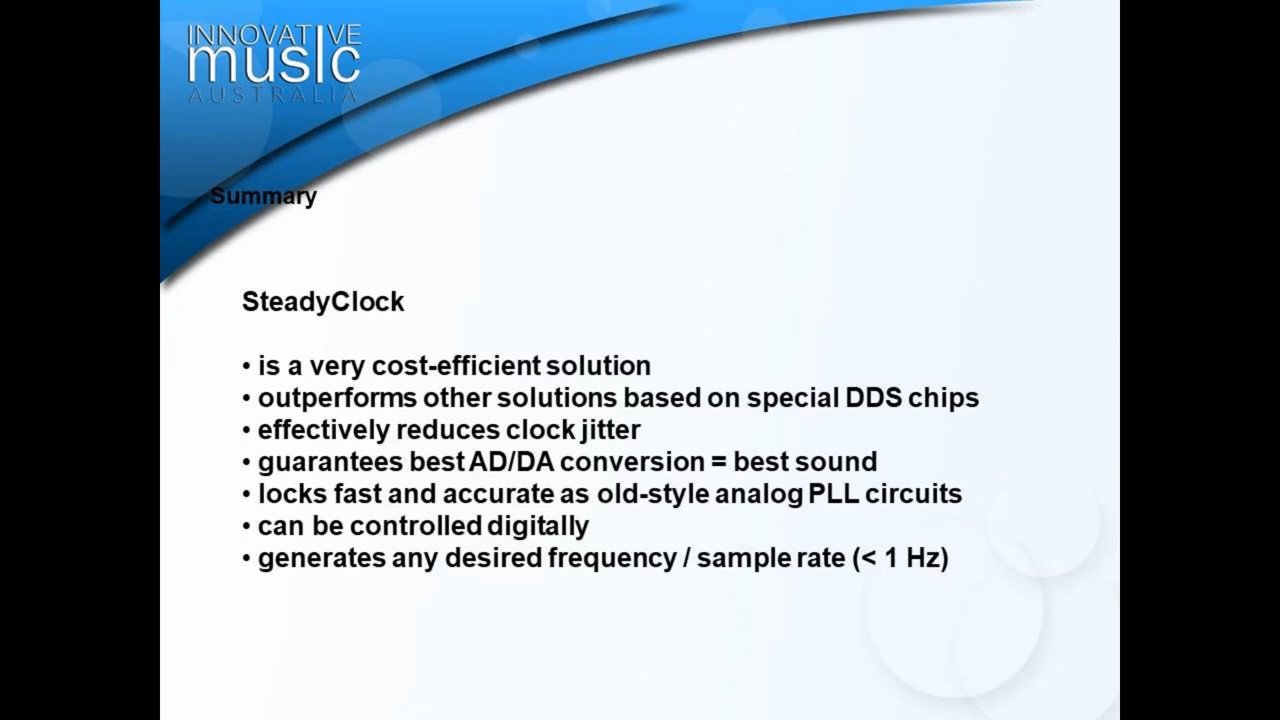 INNOVATIVE
music
AUSTRALIA
Summary
SteadyClock
• is a very cost-efficient solution
• outperforms other solutions based on special DDS chips
• effectively reduces clock jitter
• guarantees best AD/DA conversion = best sound
• locks fast and accurate as old-style analog PLL circuits
• can be controlled digitally
• generates any desired frequency / sample rate (< 1 Hz)